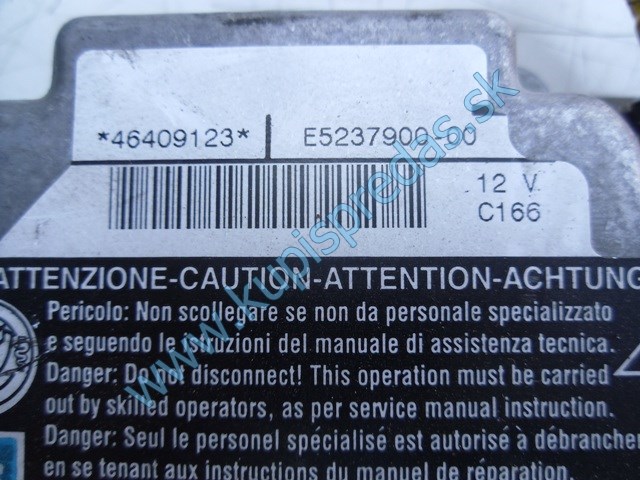 *46409123* E5237900-00
12 V
C166
ATTENZIONE-CAUTION-ATTENTION-ACHTUNG
Pericolo: Non scollegare se non da personale specializzato
e seguendo le istruzioni del manuale di assistenza tecnica.
Danger: Do not disconnect! This operation must be carried
out by skilled operators, as per service manual instruction.
Danger: Seul le personel spécialisé est autorisé à débrancher
en se tenant aux instructions du manuel de réparation.
www.kupispredas.sk